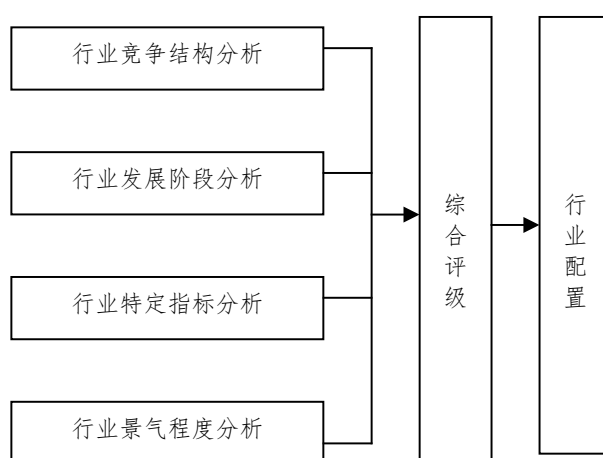 行业竞争结构分析
行业发展阶段分析
行业特定指标分析
行业景气程度分析
综合评级
行业配置